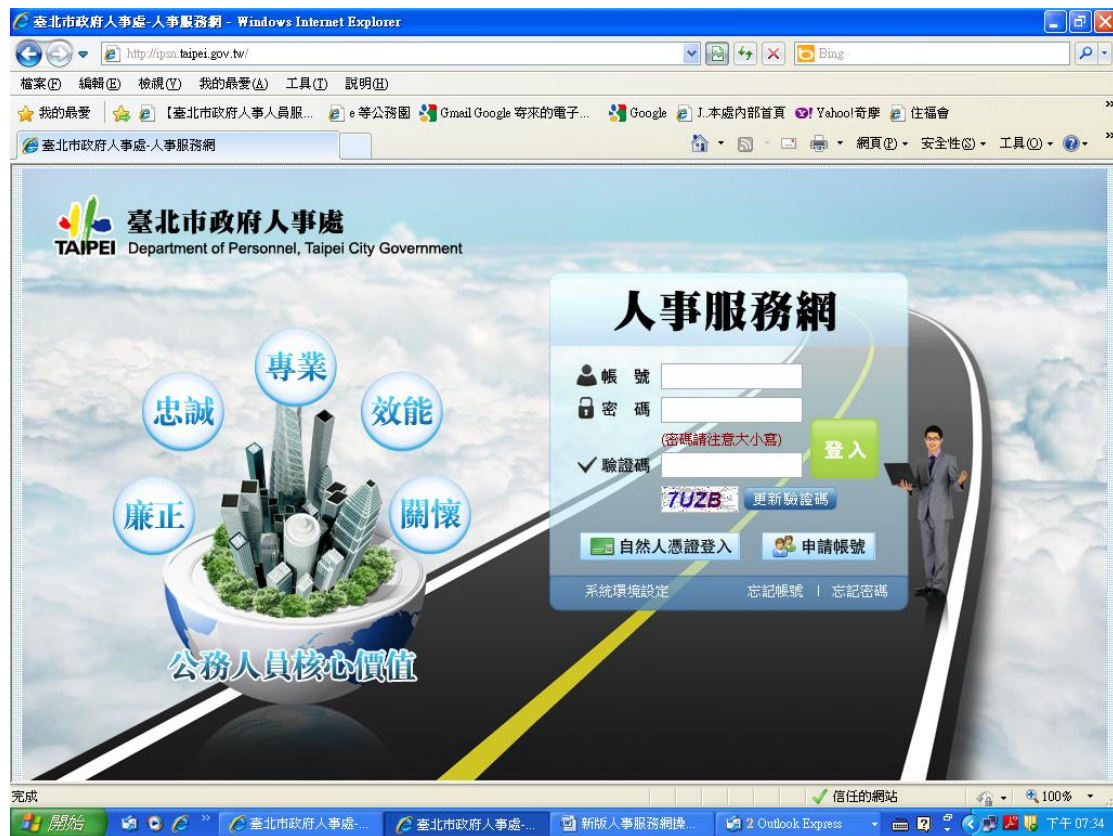 臺北市政府人事處-人事服務網 - Windows Internet Explorer
http://ipsn.taipei.gov.tw/
Bing
檔案(F) 編輯(E) 檢視(V) 我的最愛(A) 工具(T) 說明(H)
我的最愛 【臺北市政府人事人員服... e 等公務園 Gmail Google 寄來的電子... Google J..本處內部首頁 Yahoo!奇摩 住福會
臺北市政府人事處-人事服務網 網頁(P) 安全性(S) 工具(O)
臺北市政府人事處
TAIPEI Department of Personnel, Taipei City Government
人事服務網
帳 號
密 碼
(密碼請注意大小寫)
登入
驗證碼
7UZB 更新驗證碼
自然人憑證登入 申請帳號
系統環境設定 忘記帳號 | 忘記密碼
專業
忠誠
效能
廉正
關懷
公務人員核心價值
完成 信任的網站 100%
開始 臺北市政府人事處-... 臺北市政府人事處-... 新版人事服務網操... 2 Outlook Express 下午 07:34